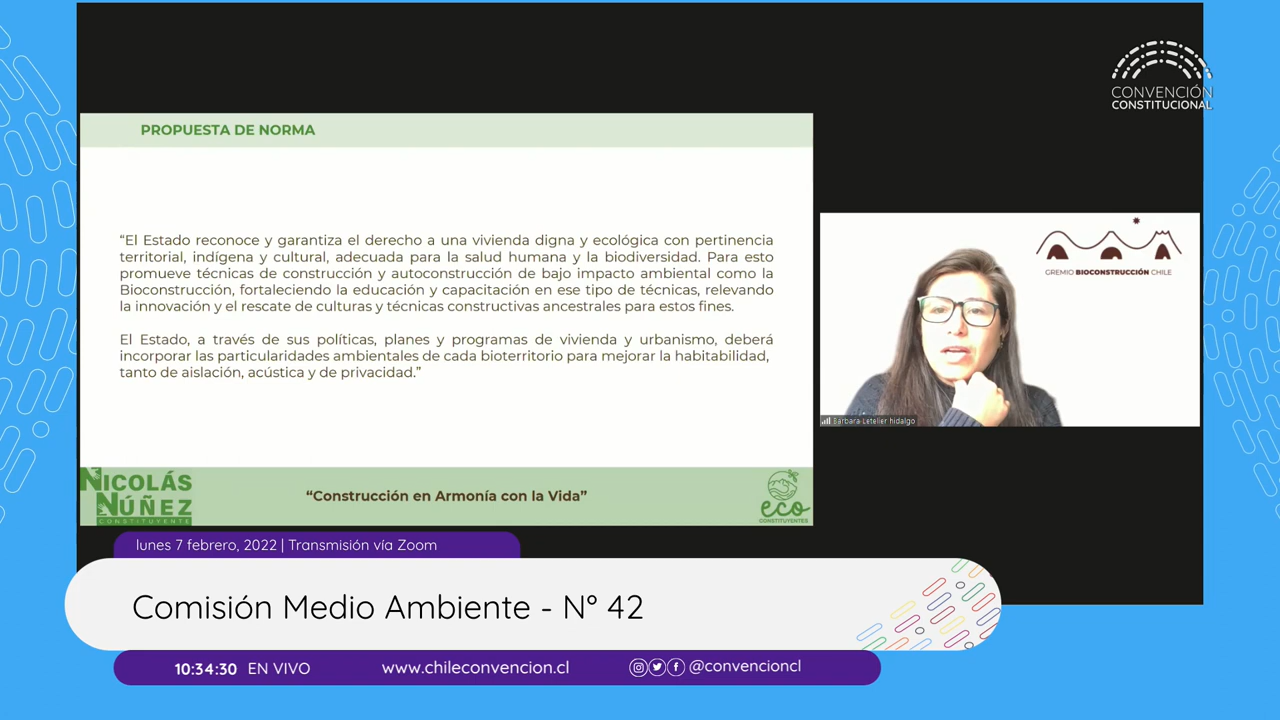 CONVENCIÓN
CONSTITUCIONAL
PROPUESTA DE NORMA
“El Estado reconoce y garantiza el derecho a una vivienda digna y ecológica con pertinencia
territorial, indígena y cultural, adecuada para la salud humana y la biodiversidad. Para esto
promueve técnicas de construcción y autoconstrucción de bajo impacto ambiental como la
Bioconstrucción, fortaleciendo la educación y capacitación en ese tipo de técnicas, relevando
la innovación y el rescate de culturas y técnicas constructivas ancestrales para estos fines.
El Estado, a través de sus políticas, planes y programas de vivienda y urbanismo, deberá
incorporar las particularidades ambientales de cada bioterritorio para mejorar la habitabilidad,
tanto de aislación, acústica y de privacidad.”
GREMIO BIOCONSTRUCCIÓN CHILE
Bárbara Letelier hidalgo
NICOLÁS
NÚÑEZ
CONSTITUYENTE
“Construcción en Armonía con la Vida”
eco
CONSTITUYENTES
lunes 7 febrero, 2022 | Transmisión vía Zoom
Comisión Medio Ambiente - N° 42
10:34:30 EN VIVO
www.chileconvencion.cl
@convencioncl